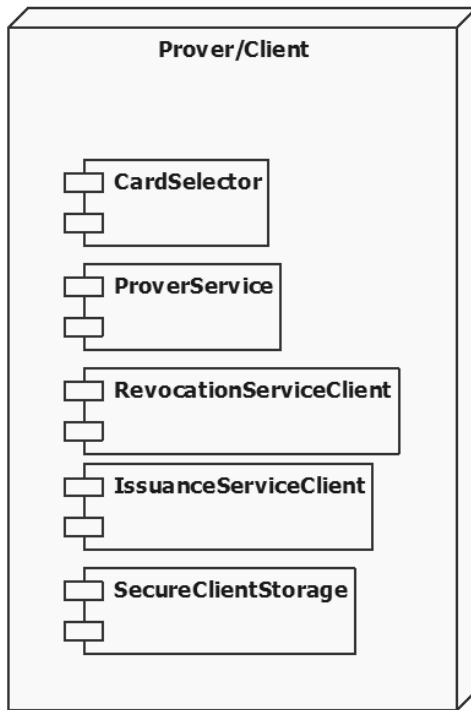 Prover/Client
CardSelector
ProverService
RevocationServiceClient
IssuanceServiceClient
SecureClientStorage